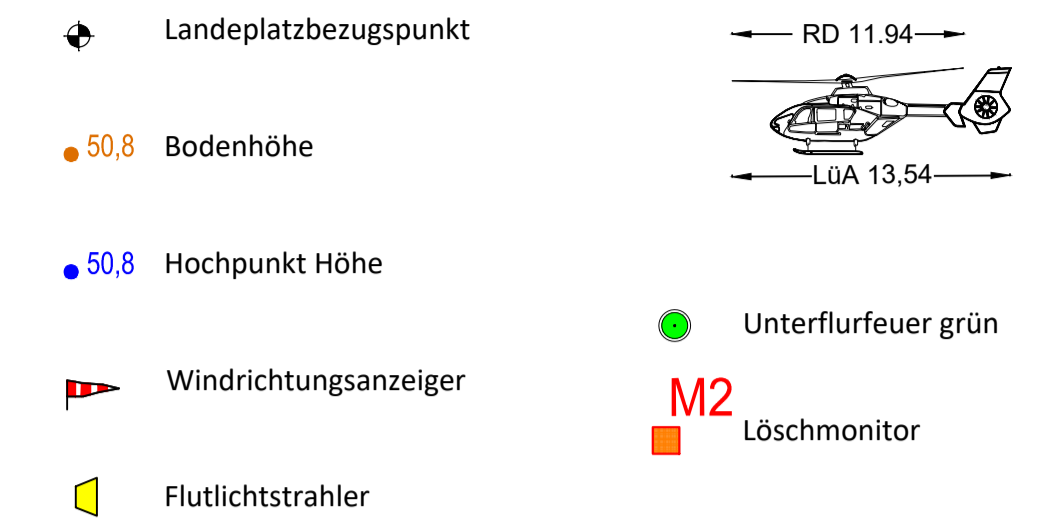 Landeplatzbezugspunkt
50,8 Bodenhöhe
50,8 Hochpunkt Höhe
Windrichtungsanzeiger
Flutlichtstrahler
RD 11.94
LüA 13,54
Unterflurfeuer grün
M2
Löschmonitor